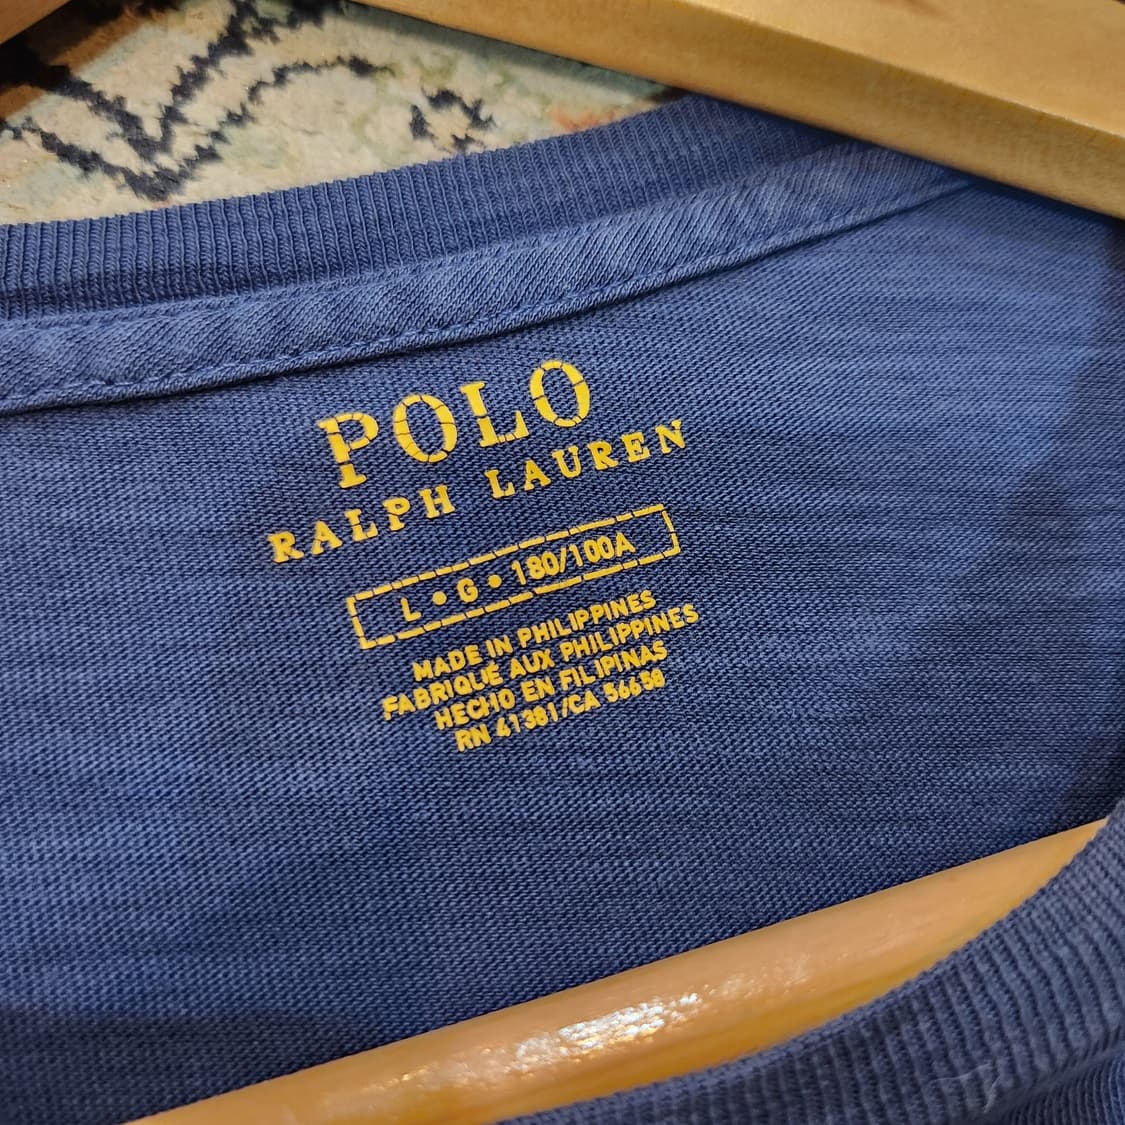 POLO
RALPH LAUREN
L • G • 180/100A
MADE IN PHILIPPINES
FABRIQUÉ AUX PHILIPPINES
HECHO EN FILIPINAS
RN 41381/CA 56658